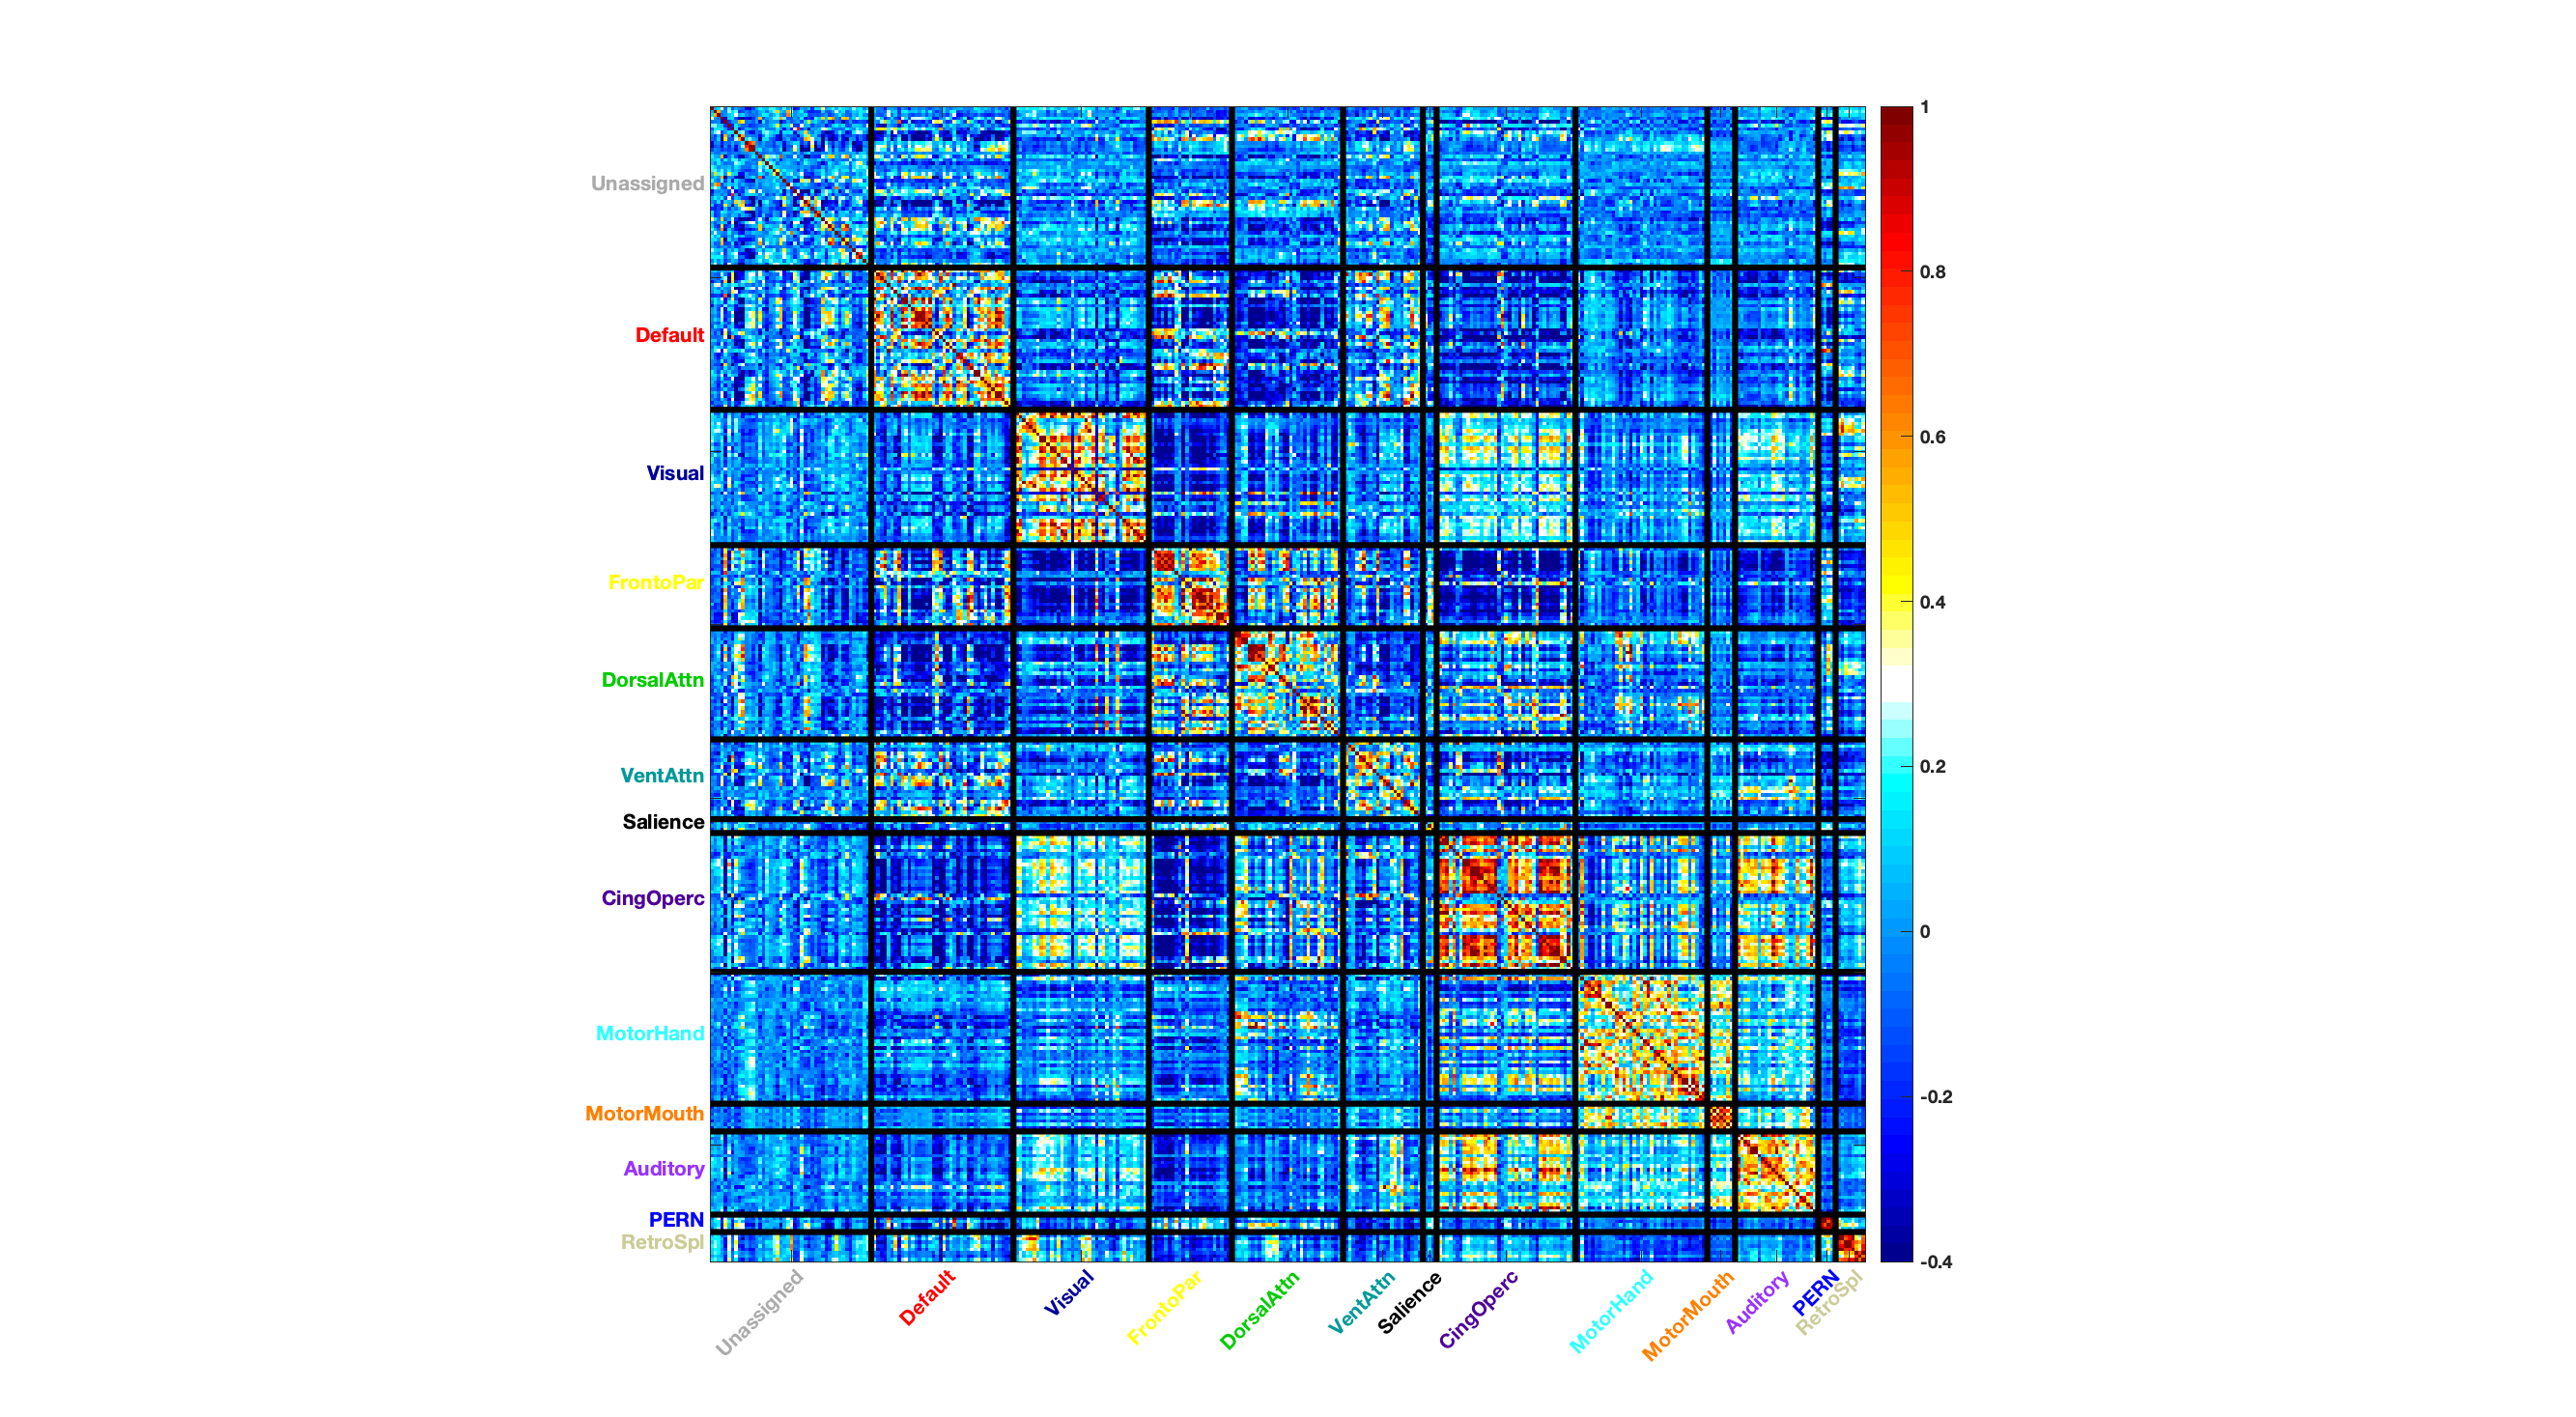 Unassigned
Default
Visual
FrontoPar
DorsalAttn
VentAttn
Salience
CingOperc
MotorHand
MotorMouth
Auditory
PERN
RetroSpl
Unassigned
Default
Visual
FrontoPar
DorsalAttn
VentAttn
Salience
CingOperc
MotorHand
MotorMouth
Auditory
PERN
RetroSpl
1
0.8
0.6
0.4
0.2
0
-0.2
-0.4